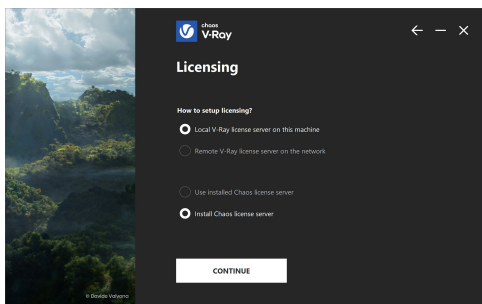 chaos
V-Ray
Licensing
How to setup licensing?
Local V-Ray license server on this machine
Remote V-Ray license server on the network
Use installed Chaos license server
Install Chaos license server
CONTINUE
© Davide Valvona